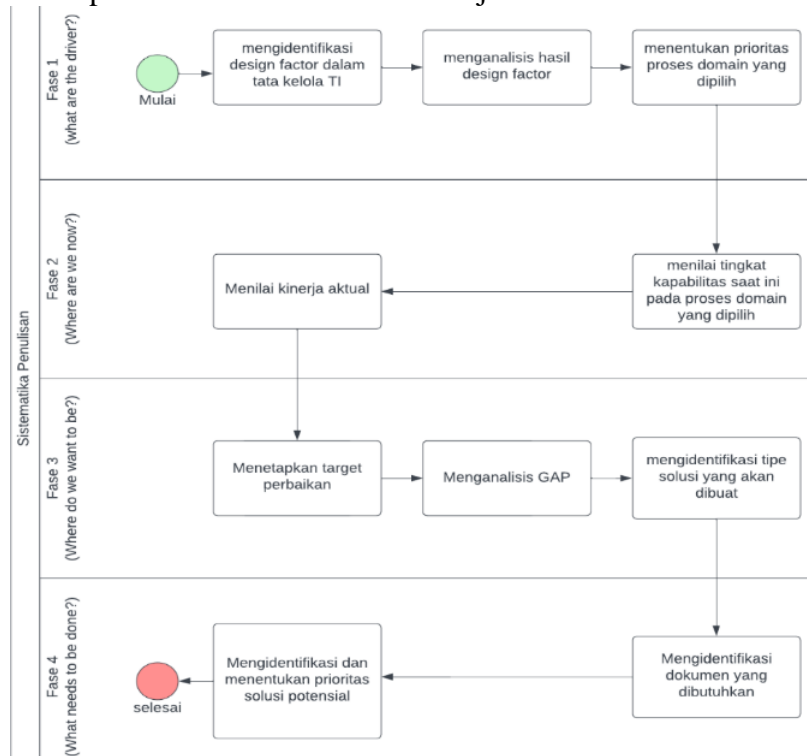 Sistematika Penulisan
Fase 1
(what are the driver?)
Mulai
mengidentifikasi
design factor dalam
tata kelola TI
menganalisis hasil
design factor
menentukan prioritas
proses domain yang
dipilih
Fase 2
(Where are we now?)
Menilai kinerja aktual
menilai tingkat
kapabilitas saat ini
pada proses domain
yang dipilih
Fase 3
(Where do we want to be?)
Menetapkan target
perbaikan
Menganalisis GAP
mengidentifikasi tipe
solusi yang akan
dibuat
Fase 4
(What needs to be done?)
selesai
Mengidentifikasi dan
menentukan prioritas
solusi potensial
Mengidentifikasi
dokumen yang
dibutuhkan